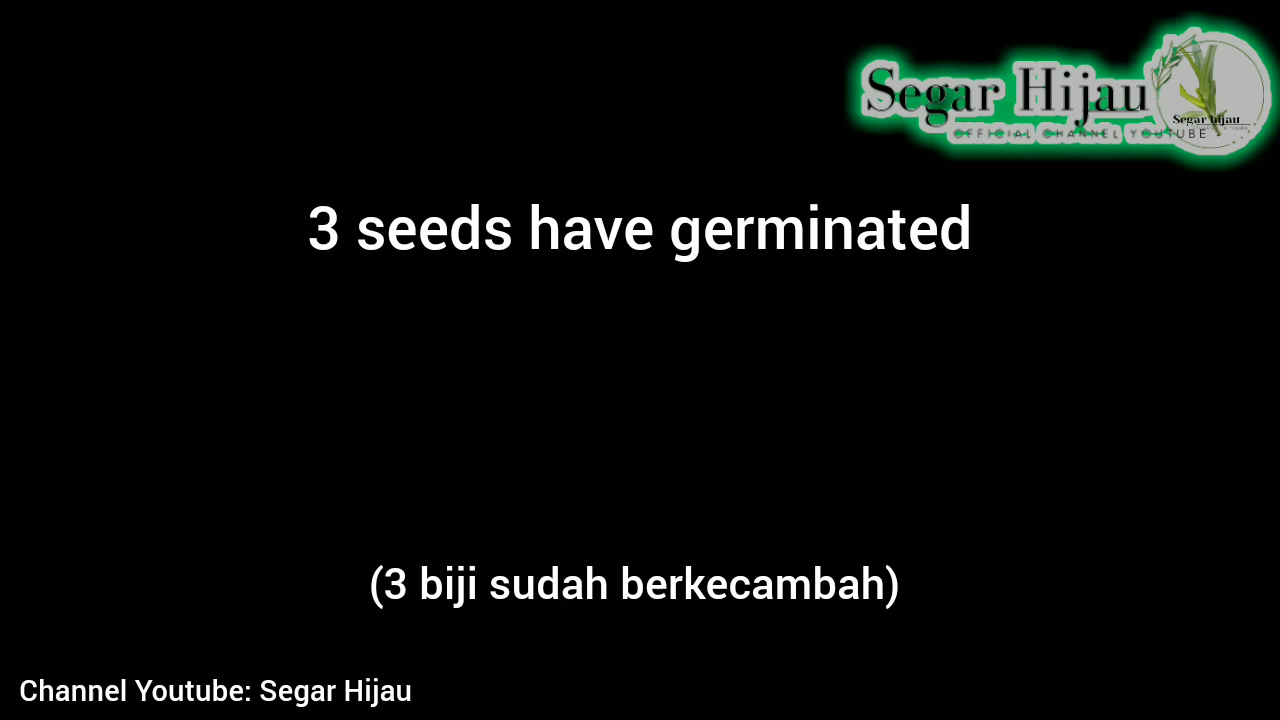 Segar Hijau
OFFICIAL CHANNEL YOUTUBE
Segar hijau
3 seeds have germinated
(3 biji sudah berkecambah)
Channel Youtube: Segar Hijau